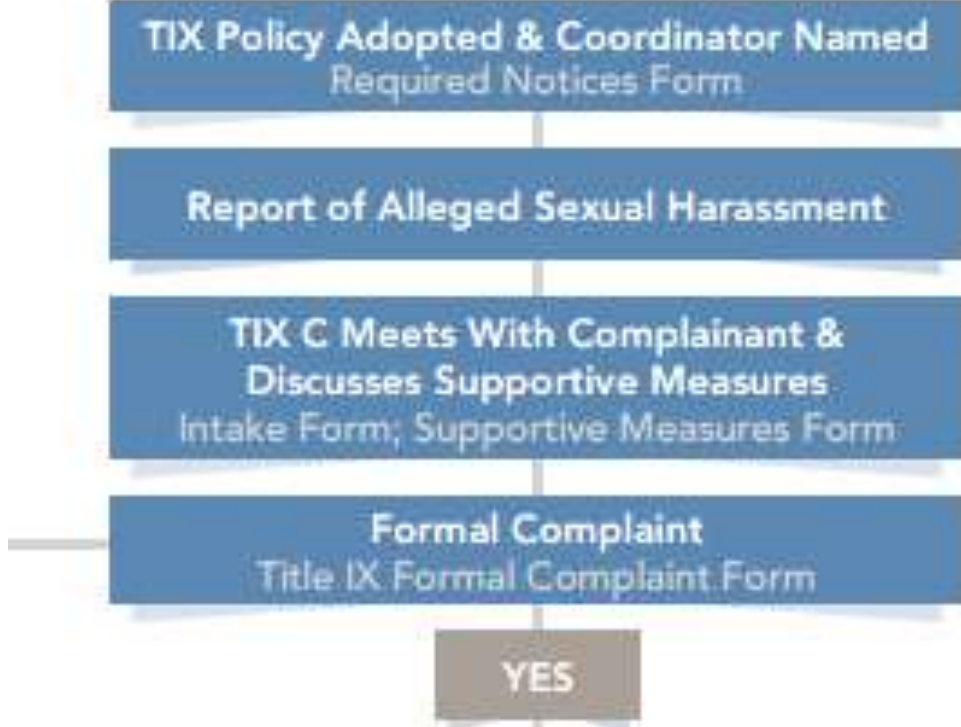 TIX Policy Adopted & Coordinator Named
Required Notices Form
Report of Alleged Sexual Harassment
TIX C Meets With Complainant &
Discusses Supportive Measures
Intake Form; Supportive Measures Form
Formal Complaint
Title IX Formal Complaint Form
YES